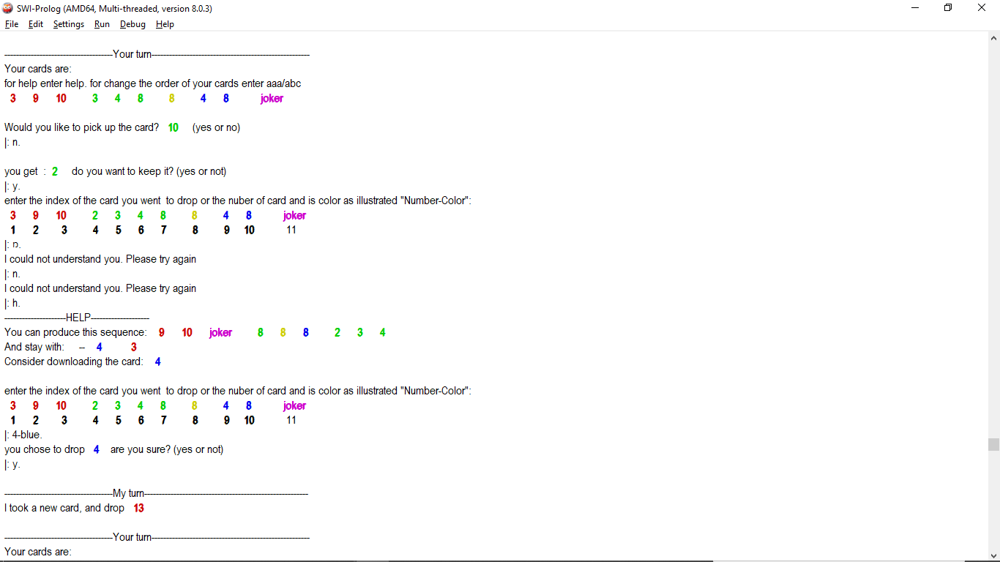 SWI-Prolog (AMD64, Multi-threaded, version 8.0.3)
File Edit Settings Run Debug Help
------------------------------------Your turn-----------------------------------------------------
Your cards are:
for help enter help. for change the order of your cards enter aaa/abc
3 9 10 3 4 8 8 4 8 joker
Would you like to pick up the card? 10 (yes or no)
|: n.
you get : 2 do you want to keep it? (yes or not)
|: y.
enter the index of the card you went to drop or the nuber of card and is color as illustrated "Number-Color":
3 9 10 2 3 4 8 8 4 8 joker
1 2 3 4 5 6 7 8 9 10 11
|: מ.
I could not understand you. Please try again
|: n.
I could not understand you. Please try again
|: h.
---------------------HELP--------------------
You can produce this sequence: 9 10 joker 8 8 8 2 3 4
And stay with: -- 4 3
Consider downloading the card: 4
enter the index of the card you went to drop or the nuber of card and is color as illustrated "Number-Color":
3 9 10 2 3 4 8 8 4 8 joker
1 2 3 4 5 6 7 8 9 10 11
|: 4-blue.
you chose to drop 4 are you sure? (yes or not)
|: y.
------------------------------------My turn------------------------------------------------------
I took a new card, and drop 13
------------------------------------Your turn-----------------------------------------------------
Your cards are: